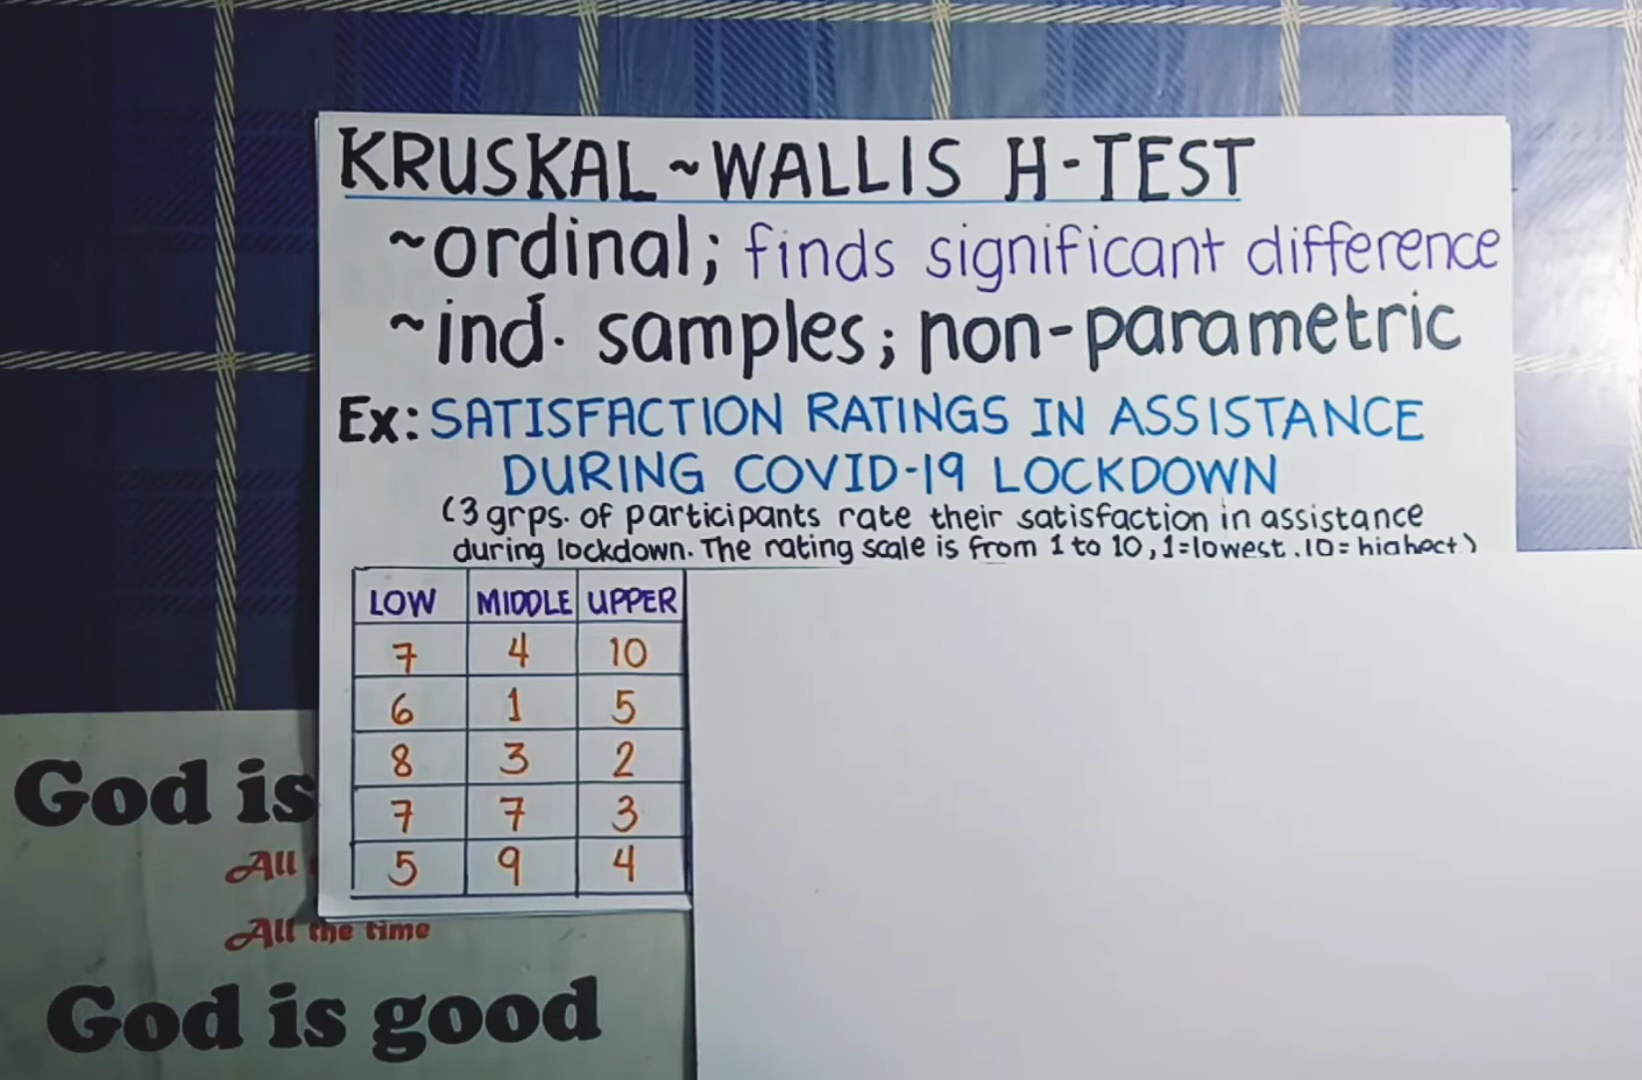 KRUSKAL~WALLIS H-TEST
~ordinal; finds significant difference
~ind. samples; non-parametric
Ex: SATISFACTION RATINGS IN ASSISTANCE
DURING COVID-19 LOCKDOWN
(3 grps. of participants rate their satisfaction in assistance
during lockdown. The rating scale is from 1 to 10, 1=lowest. 10=highest)
LOW MIDDLE UPPER
7 4 10
6 1 5
8 3 2
7 7 3
5 9 4
God is
All
All the time
God is good